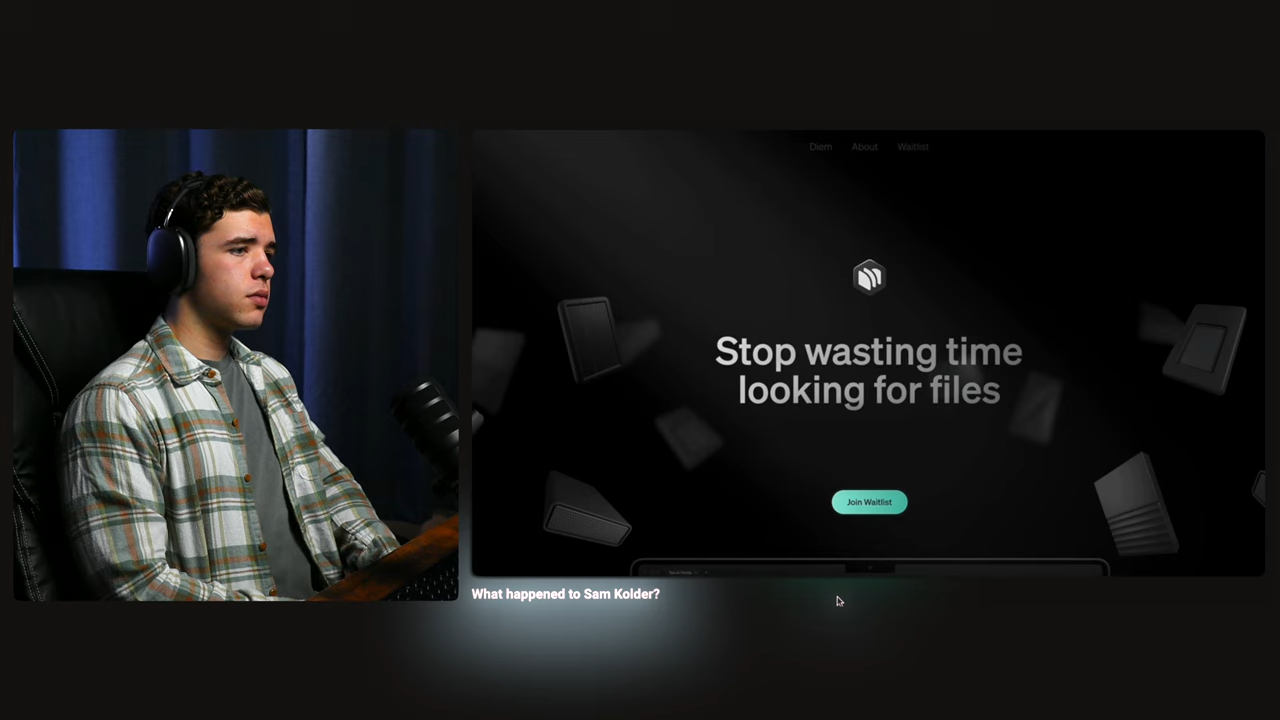 Diem About Waitlist
Stop wasting time
looking for files
Join Waitlist
What happened to Sam Kolder?